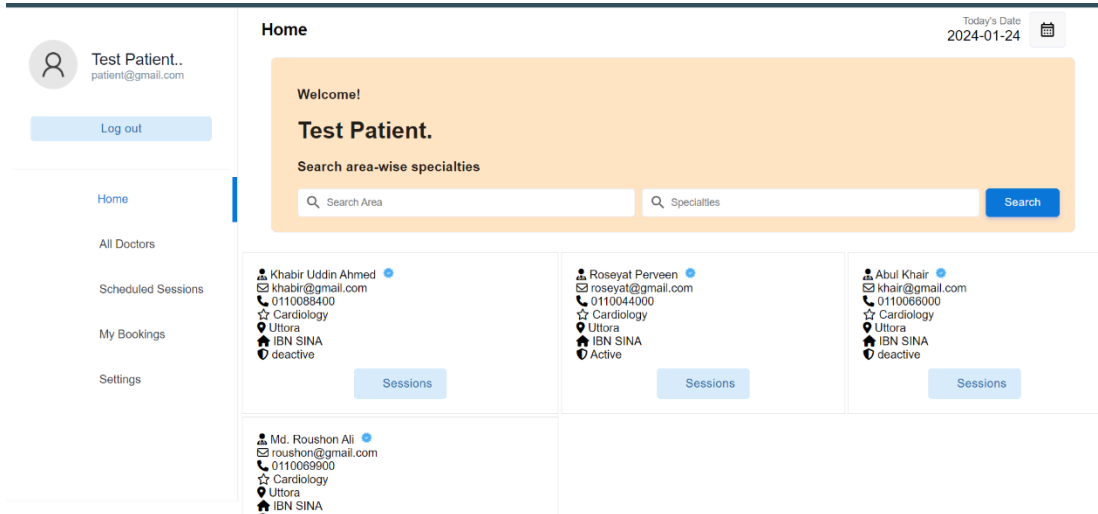 Test Patient..
patient@gmail.com
Log out
Home
All Doctors
Scheduled Sessions
My Bookings
Settings
Home
Today's Date
2024-01-24
Welcome!
Test Patient.
Search area-wise specialties
Search Area
Specialties
Search
Khabir Uddin Ahmed
khabir@gmail.com
0110088400
Cardiology
Uttora
IBN SINA
deactive
Sessions
Roseyat Perveen
roseyat@gmail.com
0110044000
Cardiology
Uttora
IBN SINA
Active
Sessions
Abul Khair
khair@gmail.com
0110066000
Cardiology
Uttora
IBN SINA
deactive
Sessions
Md. Roushon Ali
roushon@gmail.com
0110069900
Cardiology
Uttora
IBN SINA